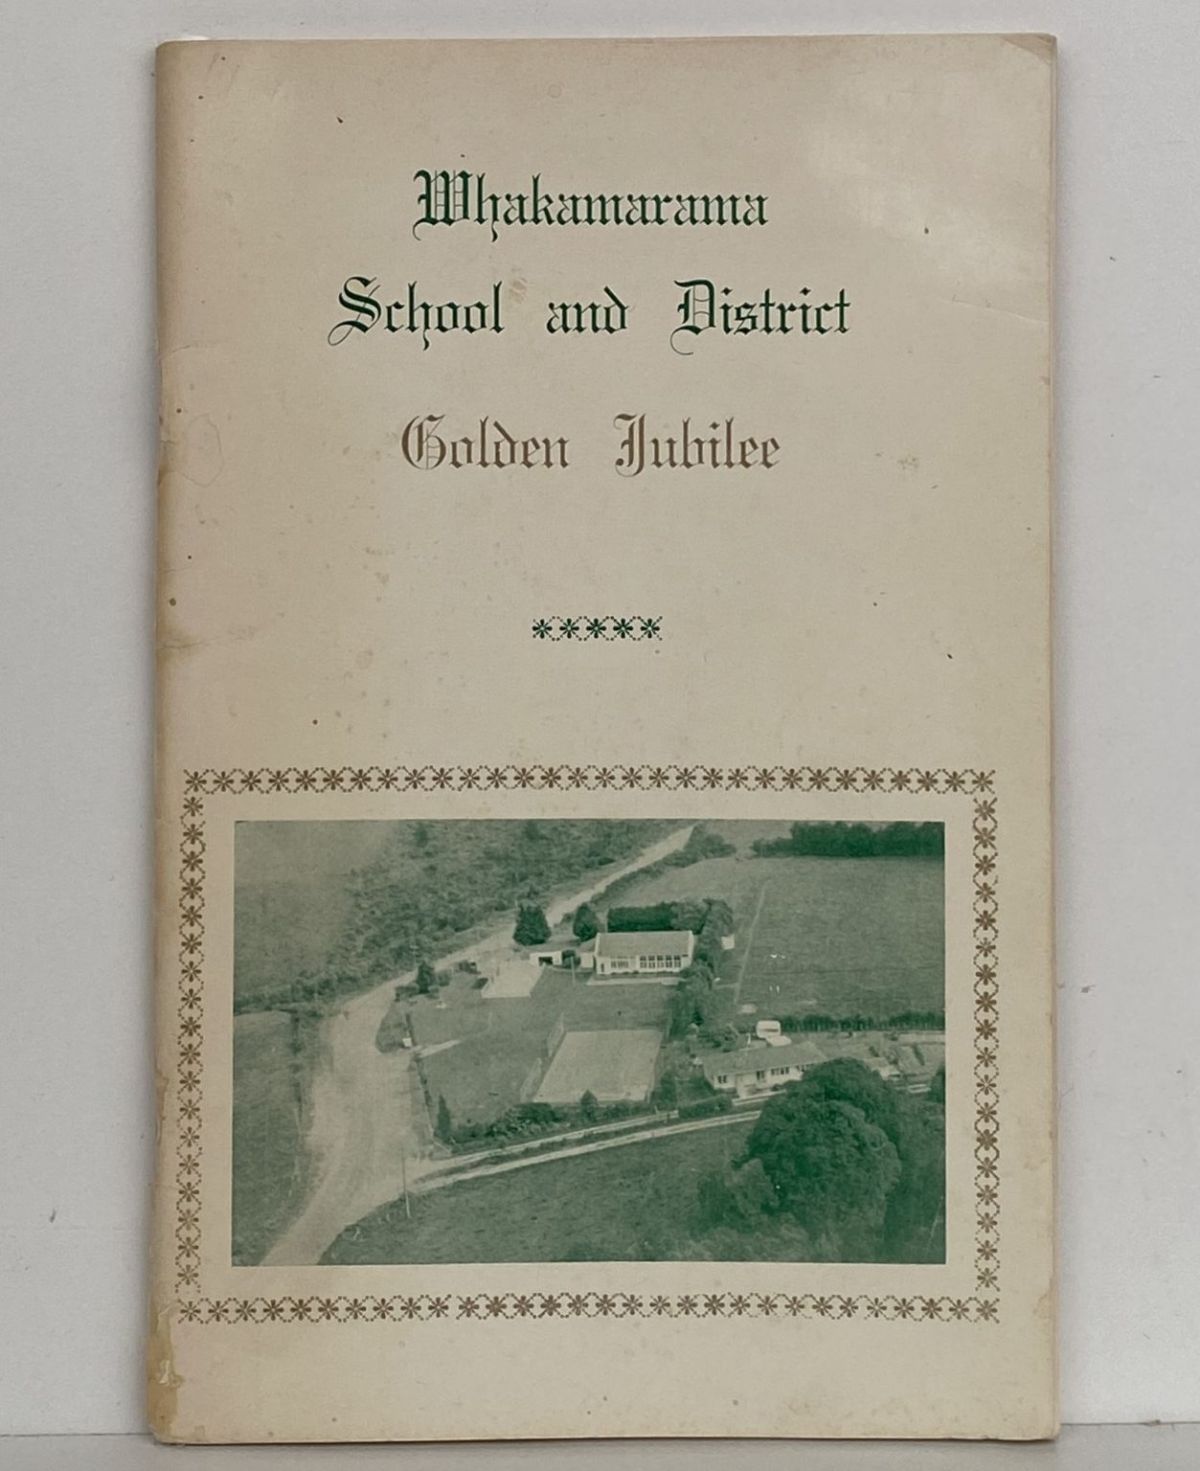 Whakamarama
School and District
Golden Jubilee